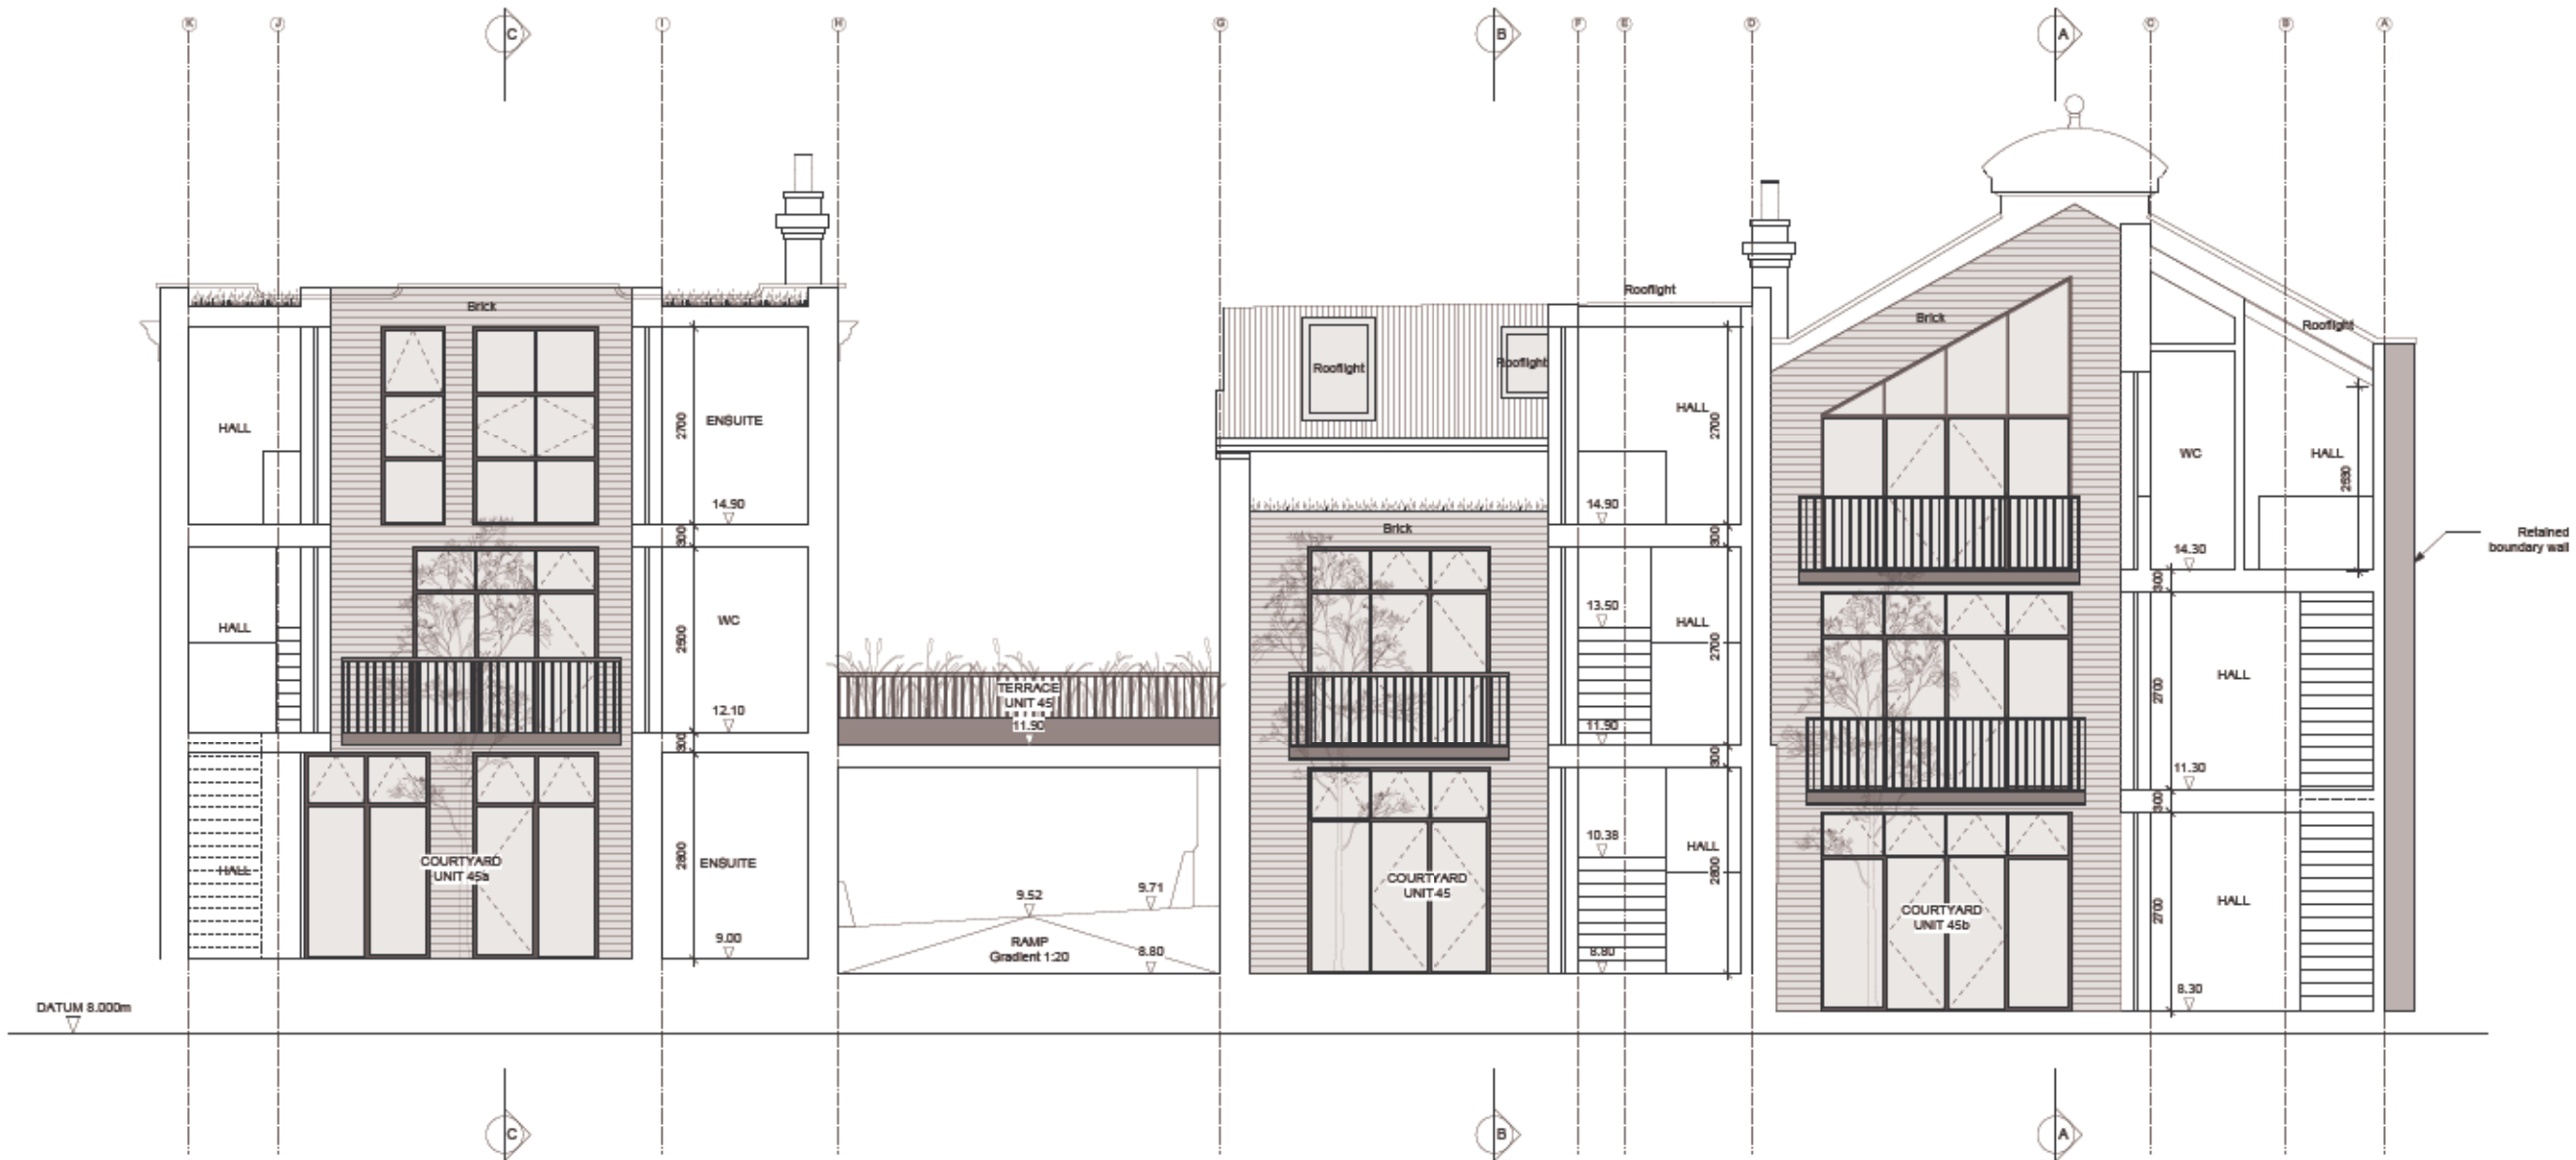 K
J
C
I
H
G
B
F
E
D
A
C
B
A
Brick
Rooflight
Brick
Rooflight
Rooflight
Rooflight
HALL
2700
ENSUITE
HALL
2700
WC
HALL
2530
14.90
14.90
Brick
Retained
boundary wall
300
300
14.30
300
HALL
2500
WC
13.50
HALL
2700
2700
HALL
TERRACE
UNIT 45
11.90
12.10
11.90
300
300
11.30
300
HALL
COURTYARD
UNIT 45a
2800
ENSUITE
9.52
9.71
10.38
HALL
2800
COURTYARD
UNIT 45
COURTYARD
UNIT 45b
2700
HALL
9.00
RAMP
Gradient 1:20
8.80
8.80
8.30
DATUM 8.000m
C
B
A